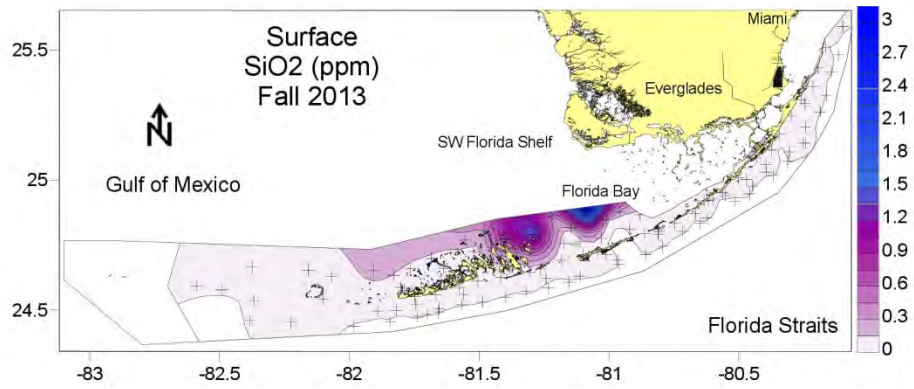 Surface
SiO2 (ppm)
Fall 2013
N
Gulf of Mexico
Miami
Everglades
SW Florida Shelf
Florida Bay
Florida Straits
25.5
25
24.5
-83
-82.5
-82
-81.5
-81
-80.5
3
2.7
2.4
2.1
1.8
1.5
1.2
0.9
0.6
0.3
0